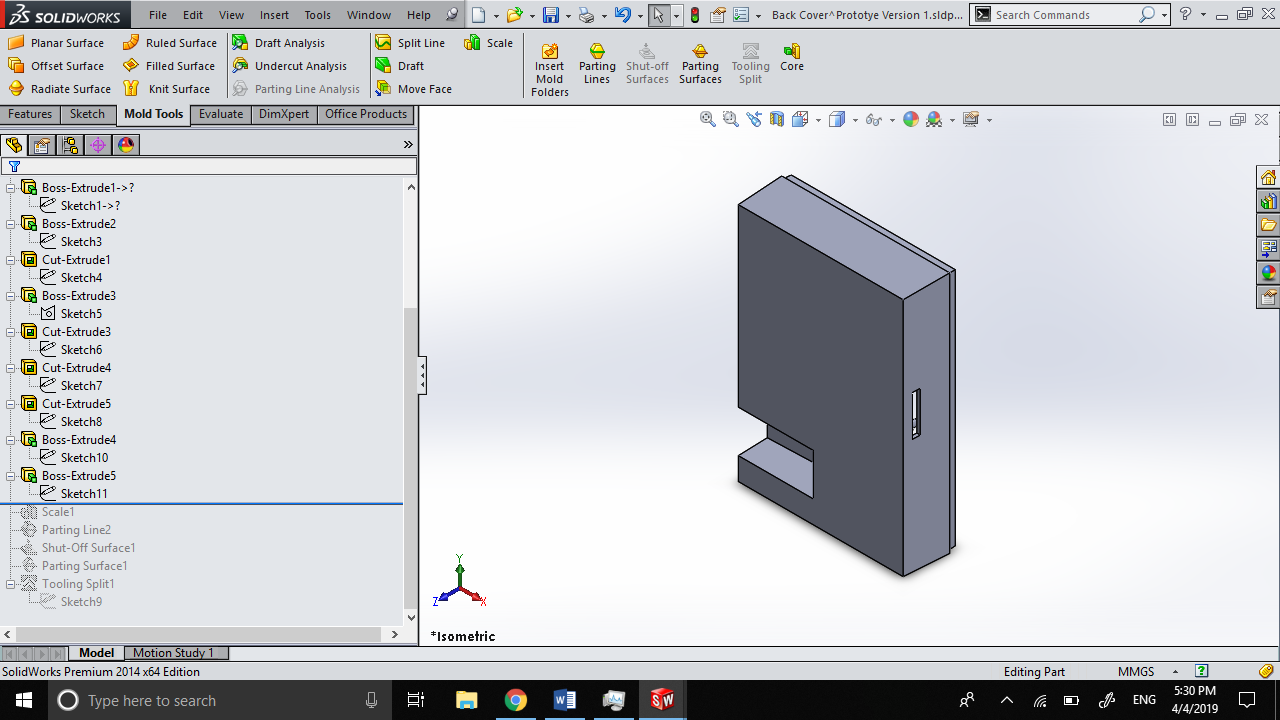 SOLIDWORKS File Edit View Insert Tools Window Help Back Cover^Prototye Version 1.sldp... Search Commands
Planar Surface Ruled Surface Draft Analysis Split Line Scale
Offset Surface Filled Surface Undercut Analysis Draft
Radiate Surface Knit Surface Parting Line Analysis Move Face
Insert Mold Folders
Parting Lines
Shut-off Surfaces
Parting Surfaces
Tooling Split
Core
Features Sketch Mold Tools Evaluate DimXpert Office Products
Boss-Extrude1->?
Sketch1->?
Boss-Extrude2
Sketch3
Cut-Extrude1
Sketch4
Boss-Extrude3
Sketch5
Cut-Extrude3
Sketch6
Cut-Extrude4
Sketch7
Cut-Extrude5
Sketch8
Boss-Extrude4
Sketch10
Boss-Extrude5
Sketch11
Scale1
Parting Line2
Shut-Off Surface1
Parting Surface1
Tooling Split1
Sketch9
Y
Z X
*Isometric
Model Motion Study 1
SolidWorks Premium 2014 x64 Edition Editing Part MMGS
Type here to search
ENG
5:30 PM
4/4/2019